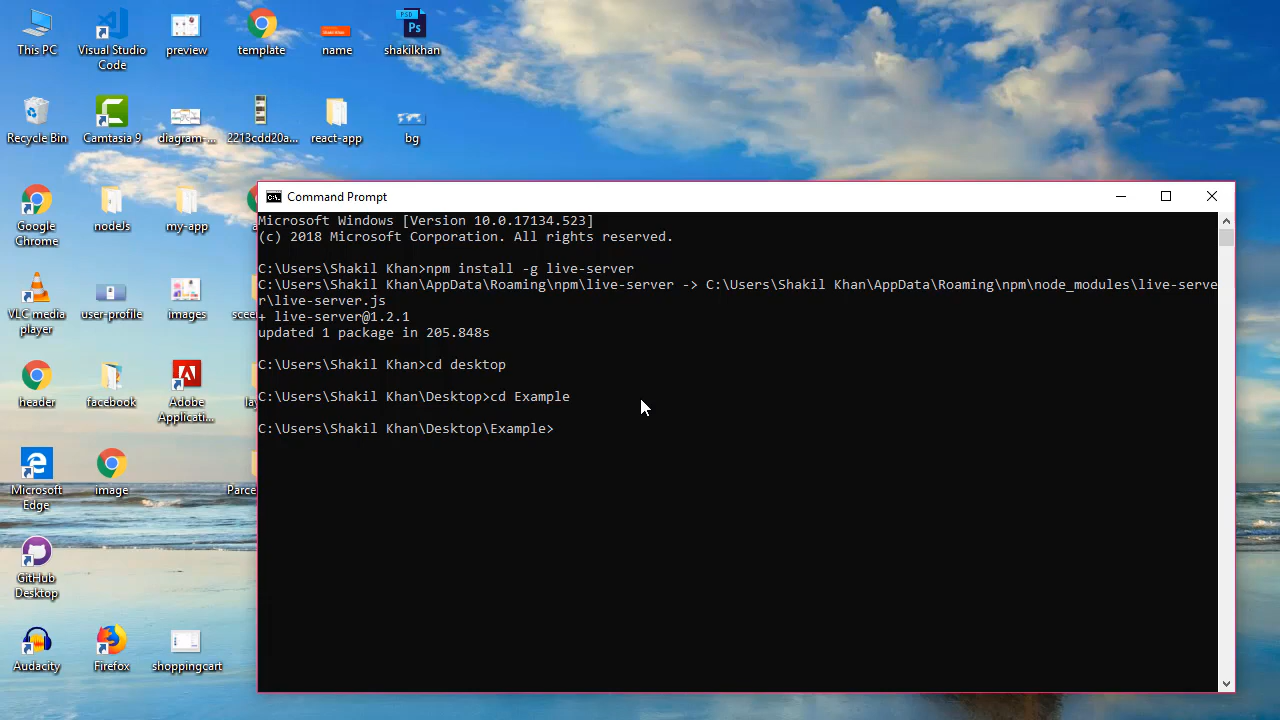 This PC
Visual Studio
Code
preview
template
name
shakilkhan
Recycle Bin
Camtasia 9
diagram-...
2213cdd20a...
react-app
bg
Google
Chrome
nodeJs
my-app
VLC media
player
user-profile
images
header
facebook
Adobe
Applicati...
Microsoft
Edge
image
GitHub
Desktop
Audacity
Firefox
shoppingcart
PSD
Ps
Command Prompt
Microsoft Windows [Version 10.0.17134.523]
(c) 2018 Microsoft Corporation. All rights reserved.
C:\Users\Shakil Khan>npm install -g live-server
C:\Users\Shakil Khan\AppData\Roaming\npm\live-server -> C:\Users\Shakil Khan\AppData\Roaming\npm\node_modules\live-serve
r\live-server.js
+ live-server@1.2.1
updated 1 package in 205.848s
C:\Users\Shakil Khan>cd desktop
C:\Users\Shakil Khan\Desktop>cd Example
C:\Users\Shakil Khan\Desktop\Example>